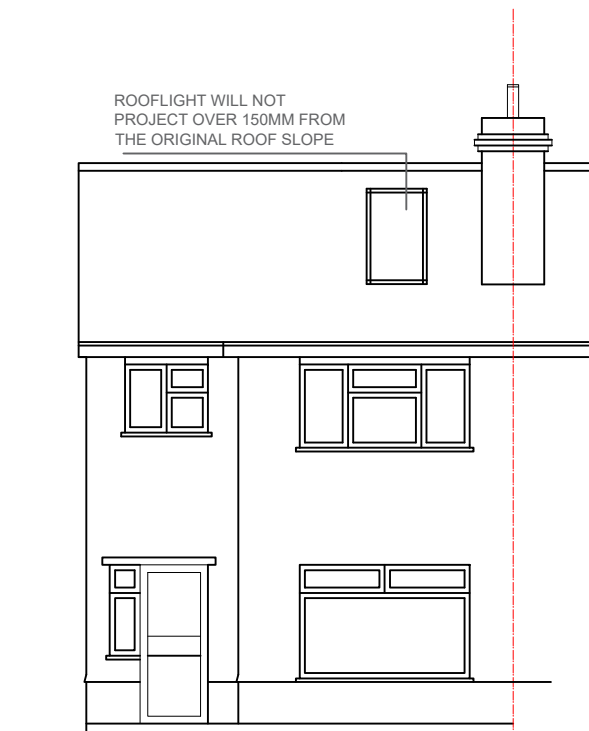 ROOFLIGHT WILL NOT
PROJECT OVER 150MM FROM
THE ORIGINAL ROOF SLOPE